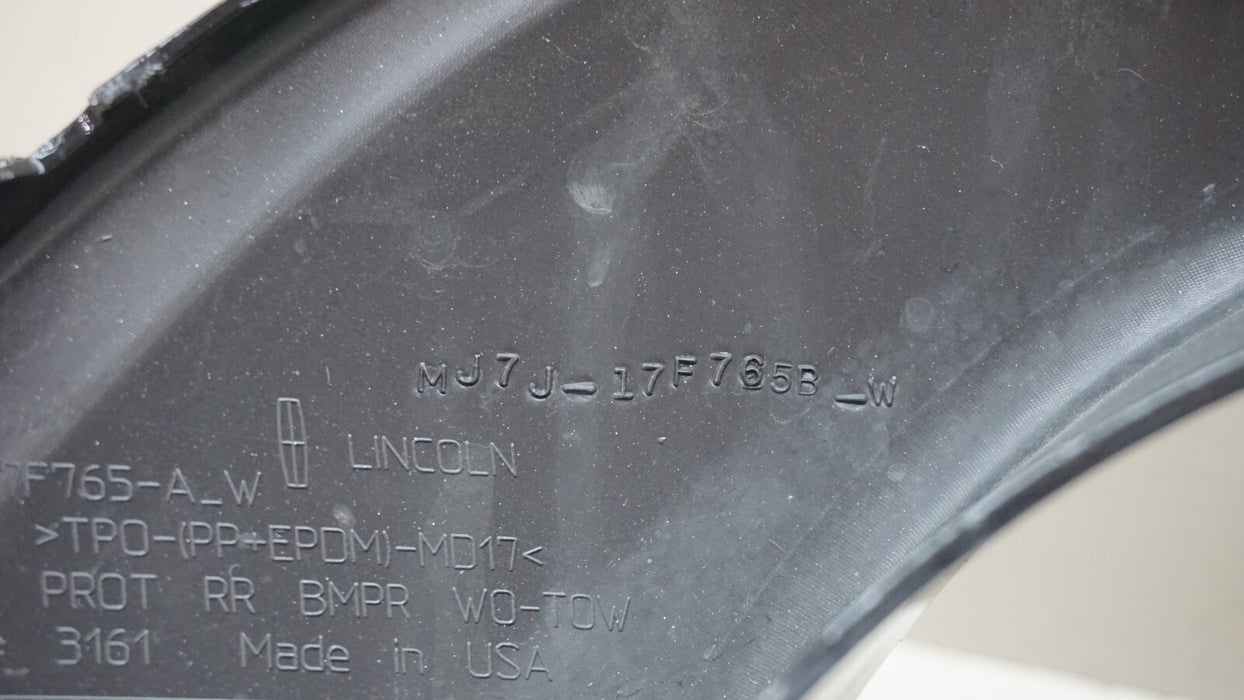 MJ7J-17F765B_W
LINCOLN
7F765-A_W
>TPO-(PP+EPDM)-MD17<
PROT RR BMPR WO-TOW
3161 Made in USA